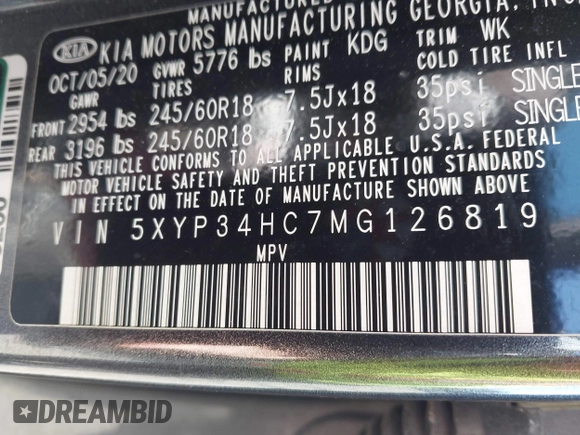 MANUFACTURED
KIA KIA MOTORS MANUFACTURING GEORGIA, INC
OCT/05/20 GVWR 5776 lbs PAINT KDG TRIM WK
GAWR TIRES RIMS COLD TIRE INFL
FRONT 2954 lbs 245/60R18 7.5Jx18 35psi SINGLE
REAR 3196 lbs 245/60R18 7.5Jx18 35psi SINGLE
THIS VEHICLE CONFORMS TO ALL APPLICABLE U.S.A. FEDERAL
MOTOR VEHICLE SAFETY AND THEFT PREVENTION STANDARDS
IN EFFECT ON THE DATE OF MANUFACTURE SHOWN ABOVE
VIN 5XYP34HC7MG126819
MPV
DREAMBID